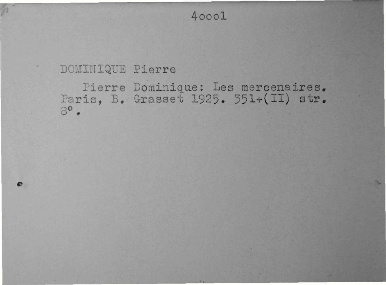 40001
DOMINIQUE Pierre
Pierre Dominique: Les mercenaires.
Paris, B. Grasset 1925. 351+(II) str.
8°.